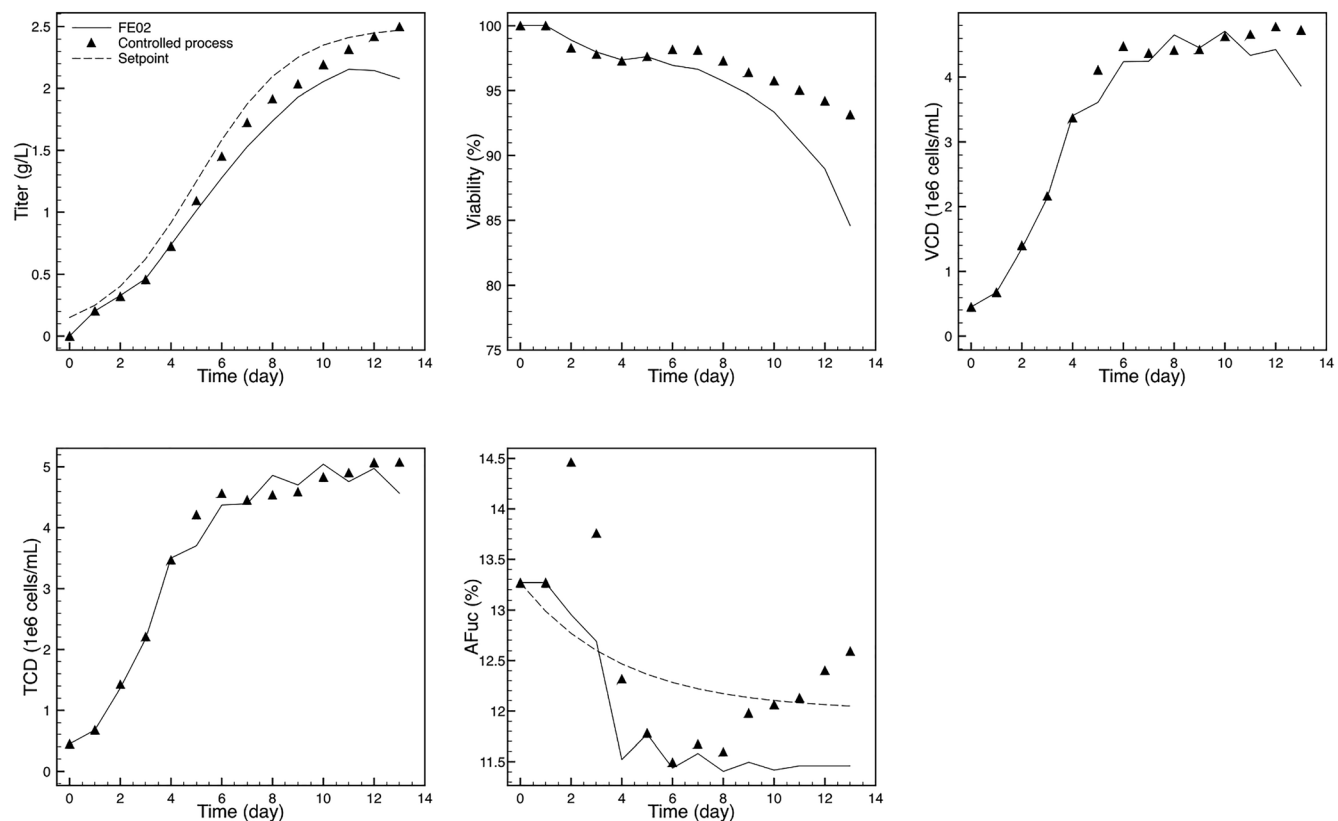 2.5
2
1.5
1
0.5
0
Titer (g/L)
FE02
Controlled process
Setpoint
0 2 4 6 8 10 12 14
Time (day)
100
95
90
85
80
75
Viability (%)
0 2 4 6 8 10 12 14
Time (day)
4
3
2
1
0
VCD (1e6 cells/mL)
0 2 4 6 8 10 12 14
Time (day)
5
4
3
2
1
0
TCD (1e6 cells/mL)
0 2 4 6 8 10 12 14
Time (day)
14.5
14
13.5
13
12.5
12
11.5
AFuc (%)
0 2 4 6 8 10 12 14
Time (day)